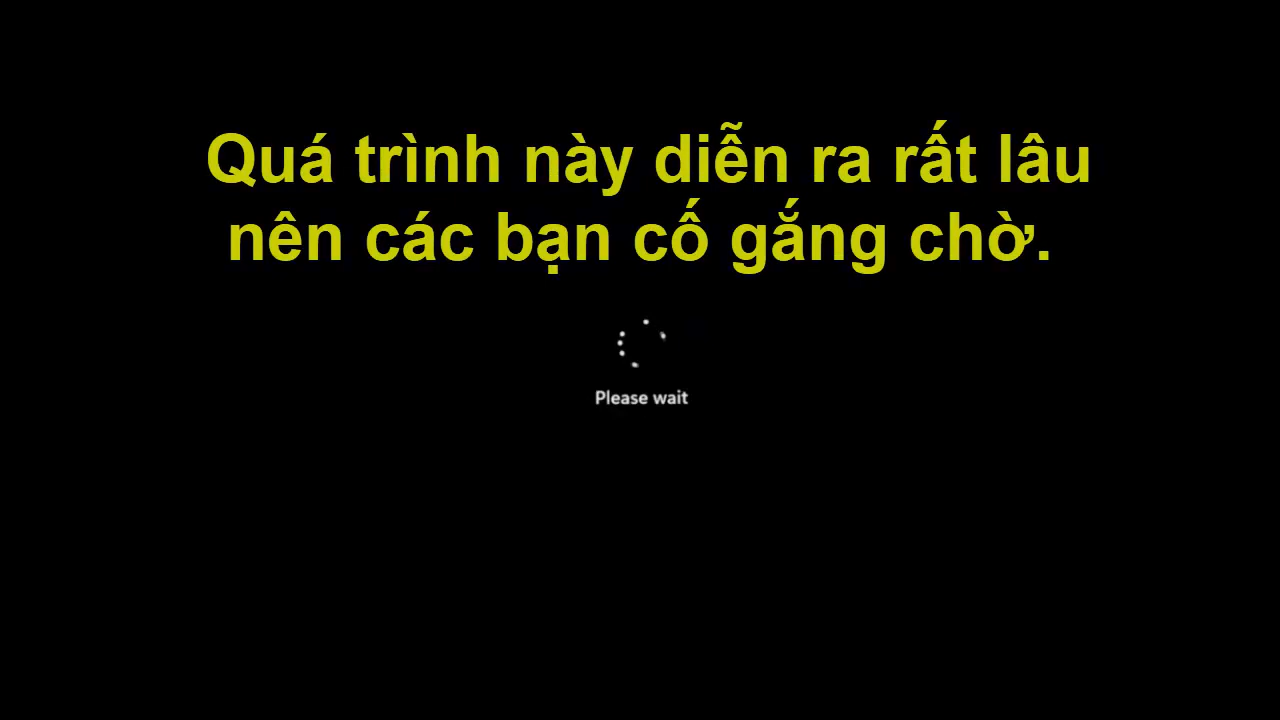 Quá trình này diễn ra rất lâu
nên các bạn cố gắng chờ.
Please wait